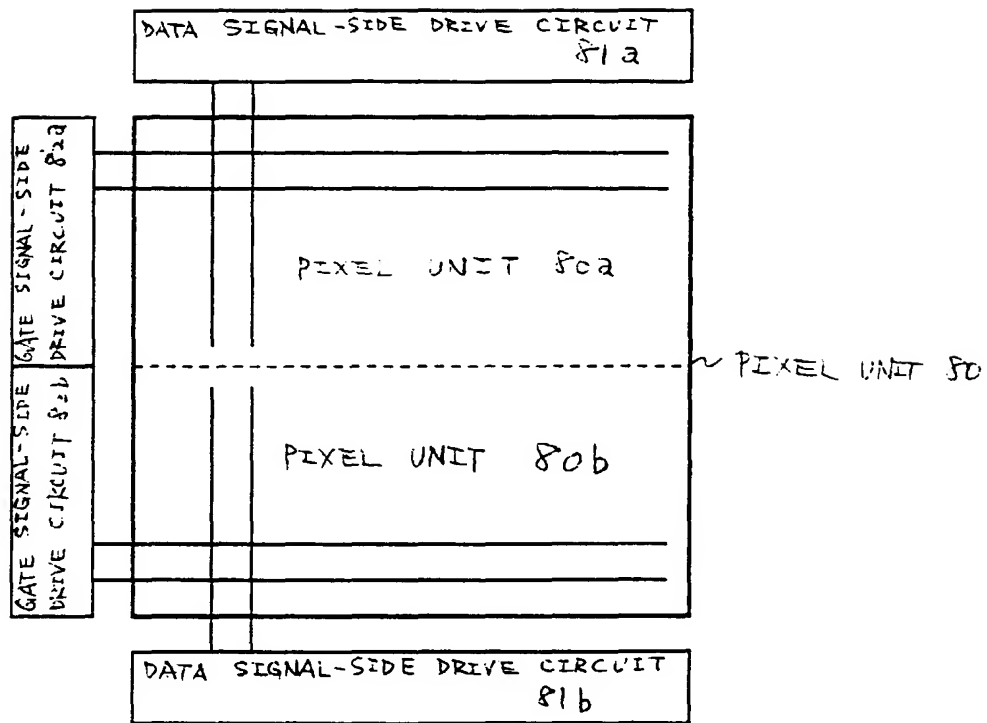 DATA SIGNAL-SIDE DRIVE CIRCUIT
81a
GATE SIGNAL-SIDE
DRIVE CIRCUIT 82a
PIXEL UNIT 80a
PIXEL UNIT 80
GATE SIGNAL-SIDE
DRIVE CIRCUIT 82b
PIXEL UNIT 80b
DATA SIGNAL-SIDE DRIVE CIRCUIT
81b